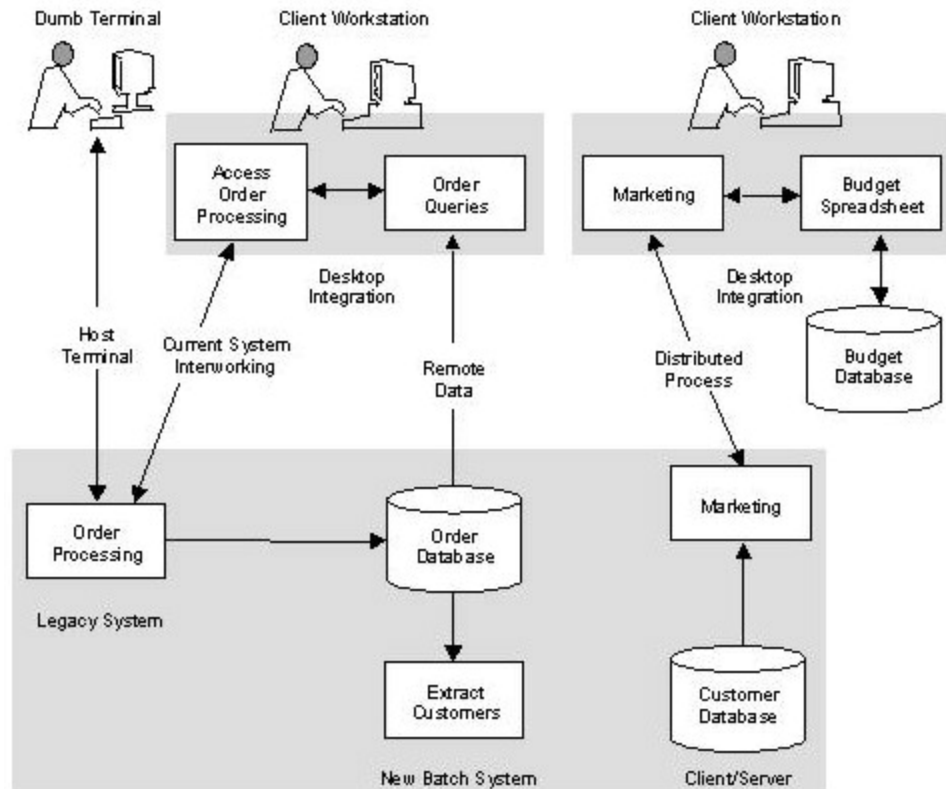 Dumb Terminal
Client Workstation
Client Workstation
Access
Order
Processing
Order
Queries
Marketing
Budget
Spreadsheet
Desktop
Integration
Desktop
Integration
Host
Terminal
Current System
Interworking
Remote
Data
Distributed
Process
Budget
Database
Order
Processing
Order
Database
Marketing
Legacy System
Extract
Customers
Customer
Database
New Batch System
Client/Server